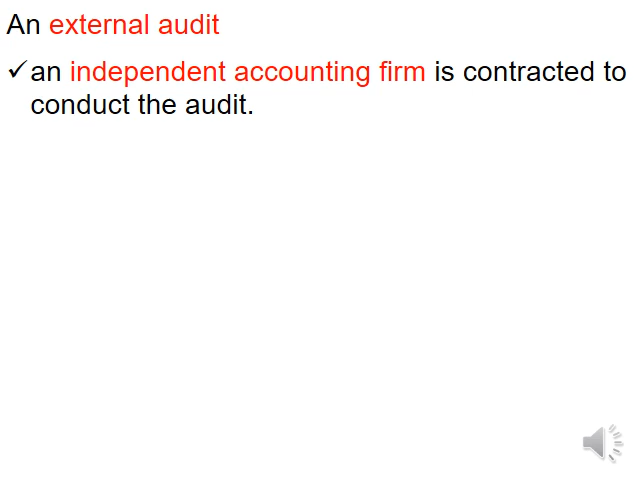 An external audit
✓an independent accounting firm is contracted to
conduct the audit.